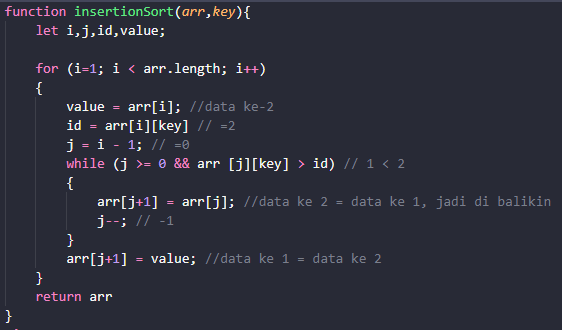 function insertionSort(arr,key){
let i,j,id,value;
for (i=1; i < arr.length; i++)
{
value = arr[i]; //data ke-2
id = arr[i][key] // =2
j = i - 1; // =0
while (j >= 0 && arr [j][key] > id) // 1 < 2
{
arr[j+1] = arr[j]; //data ke 2 = data ke 1, jadi di balikin
j--; // -1
}
arr[j+1] = value; //data ke 1 = data ke 2
}
return arr
}